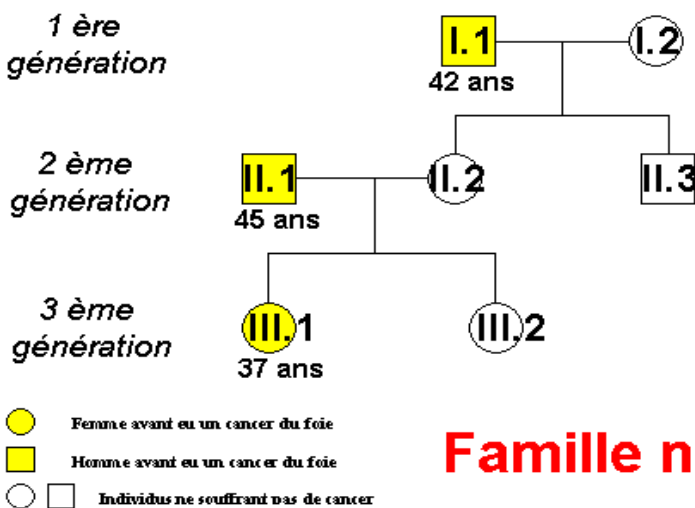 1 ère
génération
I.1
I.2
42 ans
2 ème
génération
II.1
II.2
II.3
45 ans
3 ème
génération
III.1
III.2
37 ans
Femme ayant eu un cancer du foie
Homme ayant eu un cancer du foie
Individus ne souffrant pas de cancer
Famille n